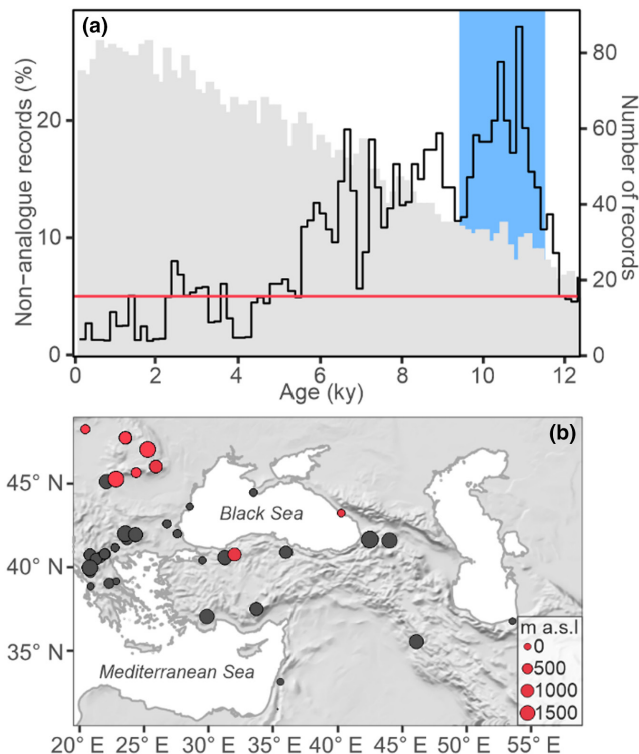 (a)
Non−analogue records (%)
0
10
20
Number of records
0
20
40
60
80
0 2 4 6 8 10 12
Age (ky)
(b)
45° N
40° N
35° N
Black Sea
Mediterranean Sea
m a.s.l
0
500
1000
1500
20° E 25° E 30° E 35° E 40° E 45° E 50° E 55° E